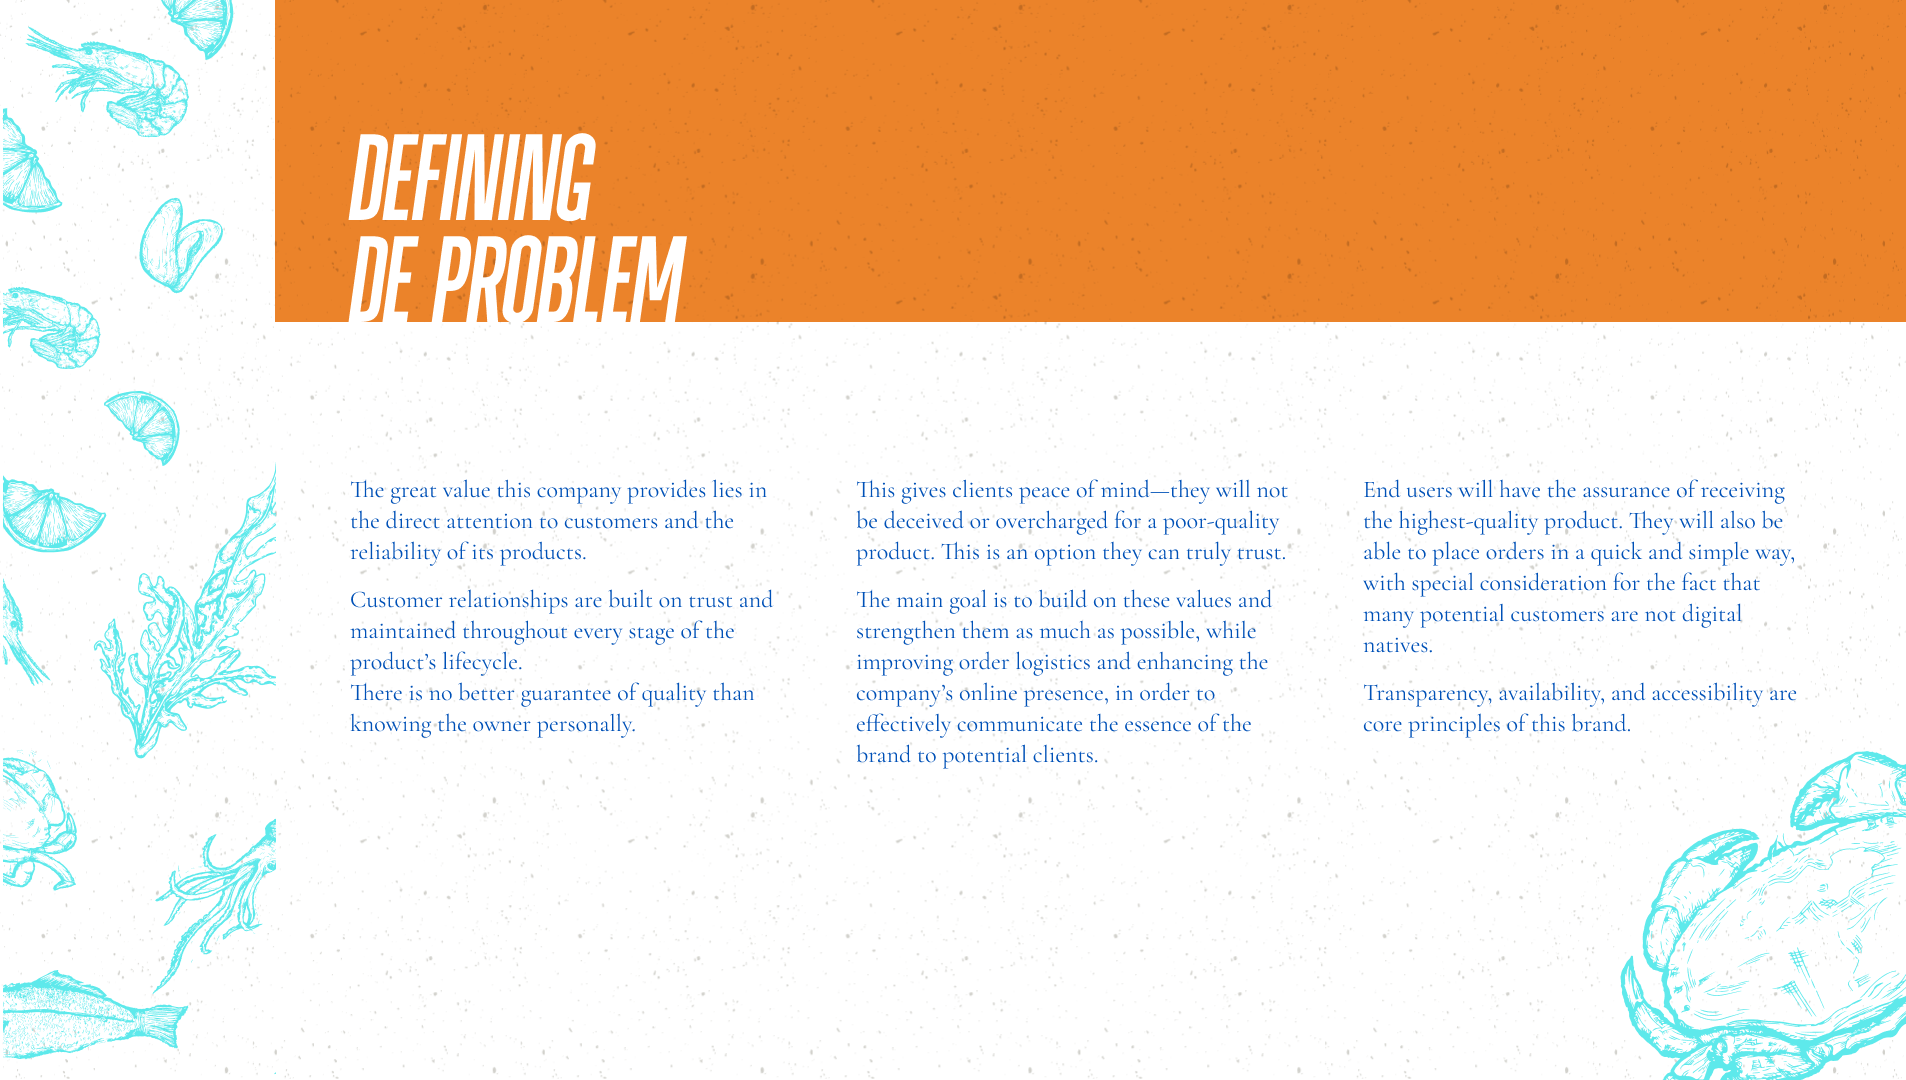 DEFINING
DE PROBLEM
The great value this company provides lies in
the direct attention to customers and the
reliability of its products.
Customer relationships are built on trust and
maintained throughout every stage of the
product’s lifecycle.
There is no better guarantee of quality than
knowing the owner personally.
This gives clients peace of mind—they will not
be deceived or overcharged for a poor-quality
product. This is an option they can truly trust.
The main goal is to build on these values and
strengthen them as much as possible, while
improving order logistics and enhancing the
company’s online presence, in order to
effectively communicate the essence of the
brand to potential clients.
End users will have the assurance of receiving
the highest-quality product. They will also be
able to place orders in a quick and simple way,
with special consideration for the fact that
many potential customers are not digital
natives.
Transparency, availability, and accessibility are
core principles of this brand.